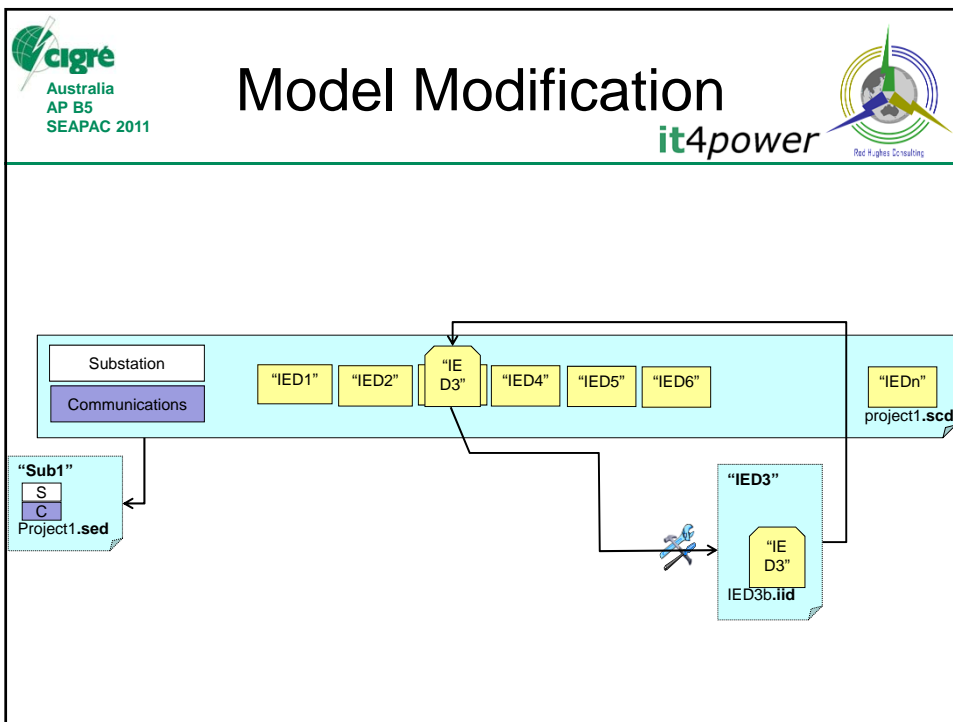 cigré
Australia
AP B5
SEAPAC 2011
Model Modification
it4power
Rod Hughes Consulting
Substation
Communications
“IED1”
“IED2”
“IE
D3”
“IED4”
“IED5”
“IED6”
“IEDn”
project1.scd
“Sub1”
S
C
Project1.sed
“IED3”
“IE
D3”
IED3b.iid